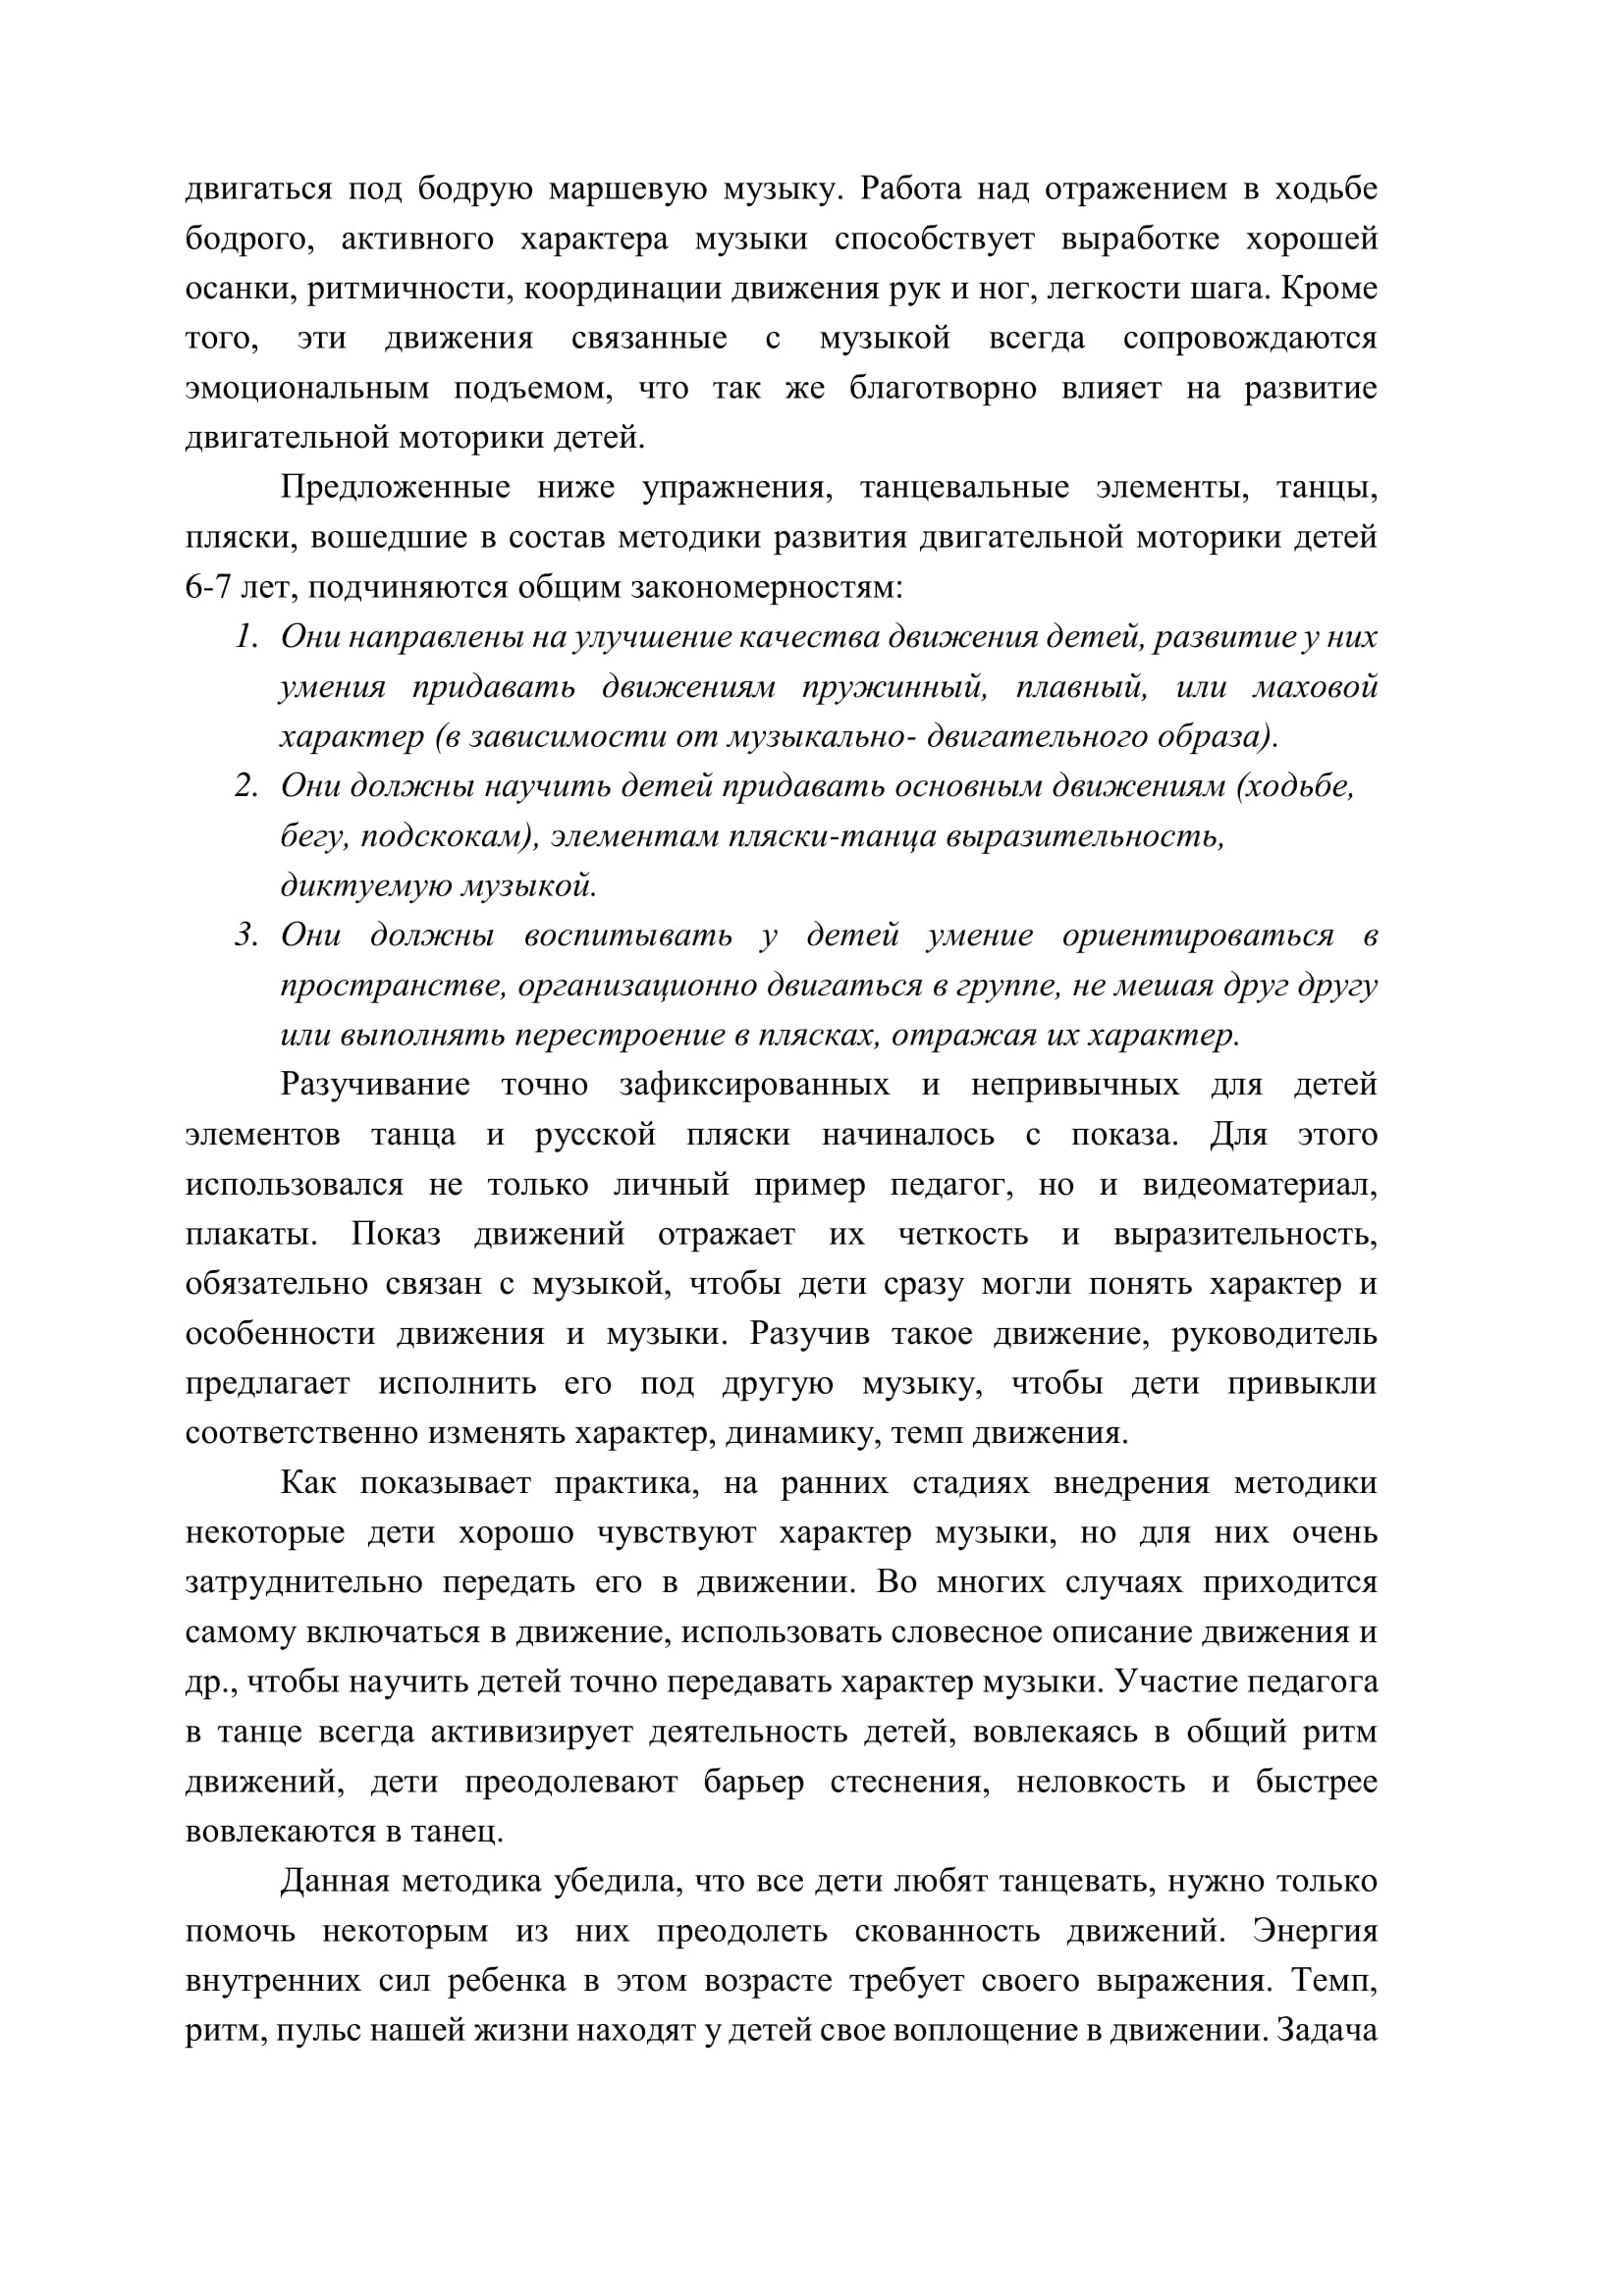 двигаться под бодрую маршевую музыку. Работа над отражением в ходьбе
бодрого, активного характера музыки способствует выработке хорошей
осанки, ритмичности, координации движения рук и ног, легкости шага. Кроме
того, эти движения связанные с музыкой всегда сопровождаются
эмоциональным подъемом, что так же благотворно влияет на развитие
двигательной моторики детей.
Предложенные ниже упражнения, танцевальные элементы, танцы,
пляски, вошедшие в состав методики развития двигательной моторики детей
6-7 лет, подчиняются общим закономерностям:
1. Они направлены на улучшение качества движения детей, развитие у них
умения придавать движениям пружинный, плавный, или маховой
характер (в зависимости от музыкально- двигательного образа).
2. Они должны научить детей придавать основным движениям (ходьбе,
бегу, подскокам), элементам пляски-танца выразительность,
диктуемую музыкой.
3. Они должны воспитывать у детей умение ориентироваться в
пространстве, организационно двигаться в группе, не мешая друг другу
или выполнять перестроение в плясках, отражая их характер.
Разучивание точно зафиксированных и непривычных для детей
элементов танца и русской пляски начиналось с показа. Для этого
использовался не только личный пример педагог, но и видеоматериал,
плакаты. Показ движений отражает их четкость и выразительность,
обязательно связан с музыкой, чтобы дети сразу могли понять характер и
особенности движения и музыки. Разучив такое движение, руководитель
предлагает исполнить его под другую музыку, чтобы дети привыкли
соответственно изменять характер, динамику, темп движения.
Как показывает практика, на ранних стадиях внедрения методики
некоторые дети хорошо чувствуют характер музыки, но для них очень
затруднительно передать его в движении. Во многих случаях приходится
самому включаться в движение, использовать словесное описание движения и
др., чтобы научить детей точно передавать характер музыки. Участие педагога
в танце всегда активизирует деятельность детей, вовлекаясь в общий ритм
движений, дети преодолевают барьер стеснения, неловкость и быстрее
вовлекаются в танец.
Данная методика убедила, что все дети любят танцевать, нужно только
помочь некоторым из них преодолеть скованность движений. Энергия
внутренних сил ребенка в этом возрасте требует своего выражения. Темп,
ритм, пульс нашей жизни находят у детей свое воплощение в движении. Задача